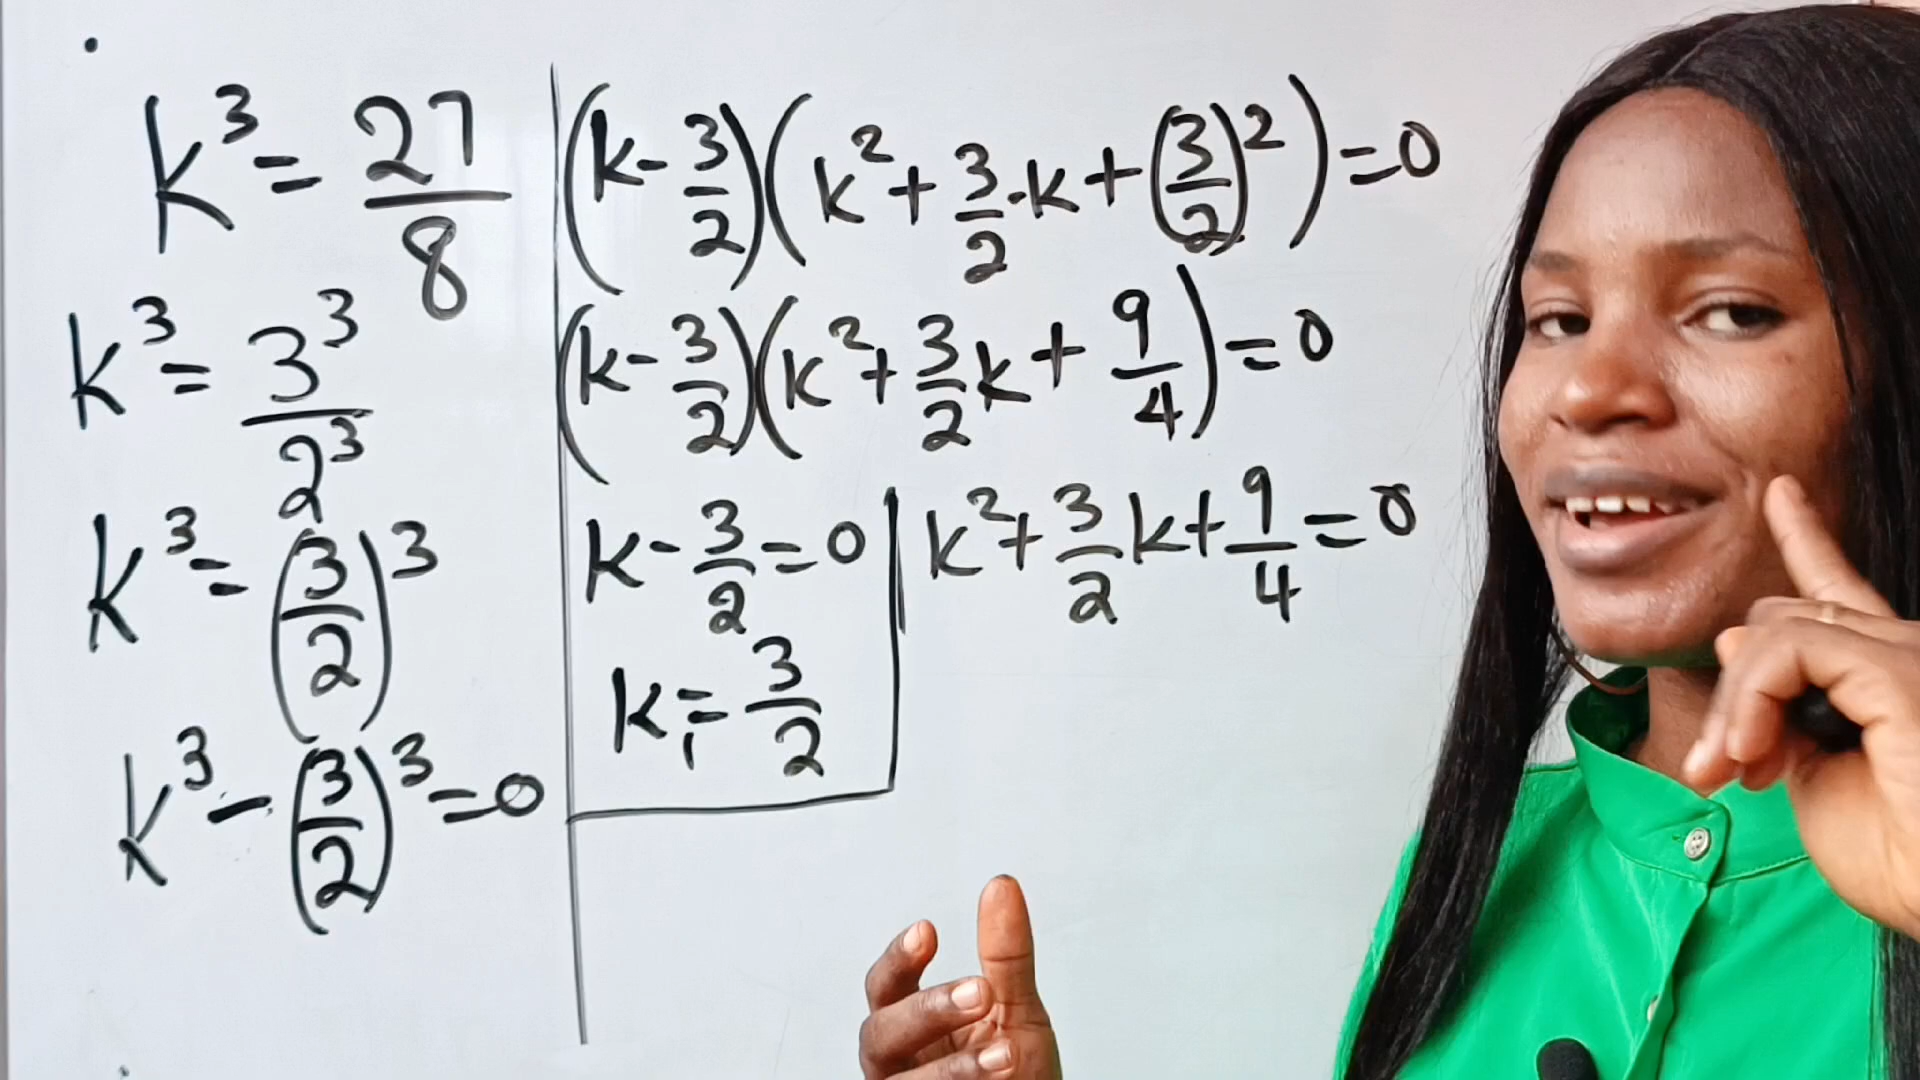 k³ = 27/8
k³ = 3³/2³
k³ = (3/2)³
k³ - (3/2)³ = 0
(k - 3/2)(k² + 3/2 · k + (3/2)²) = 0
(k - 3/2)(k² + 3/2 k + 9/4) = 0
k - 3/2 = 0
k₁ = 3/2
k² + 3/2 k + 9/4 = 0